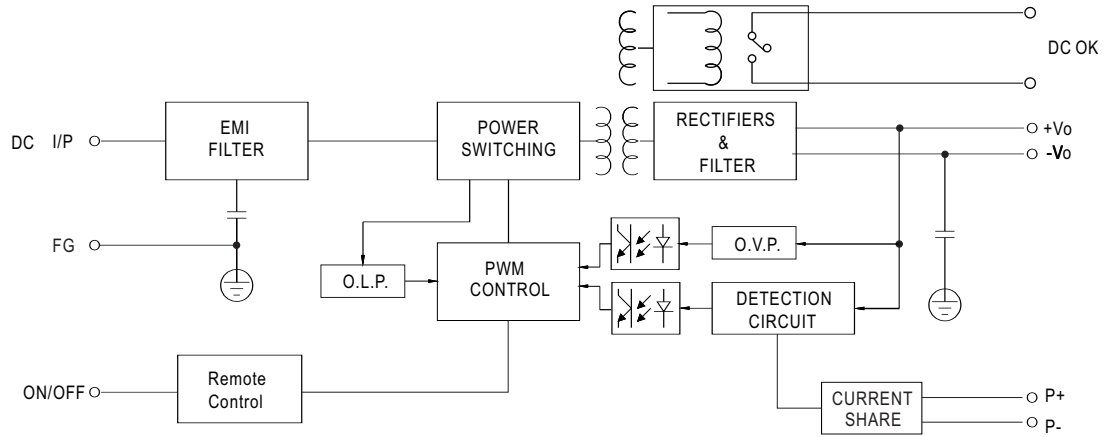 DC OK
EMI
FILTER
POWER
SWITCHING
RECTIFIERS
&
FILTER
DC I/P
+Vo
-Vo
FG
O.L.P.
PWM
CONTROL
O.V.P.
DETECTION
CIRCUIT
ON/OFF
Remote
Control
CURRENT
SHARE
P+
P-